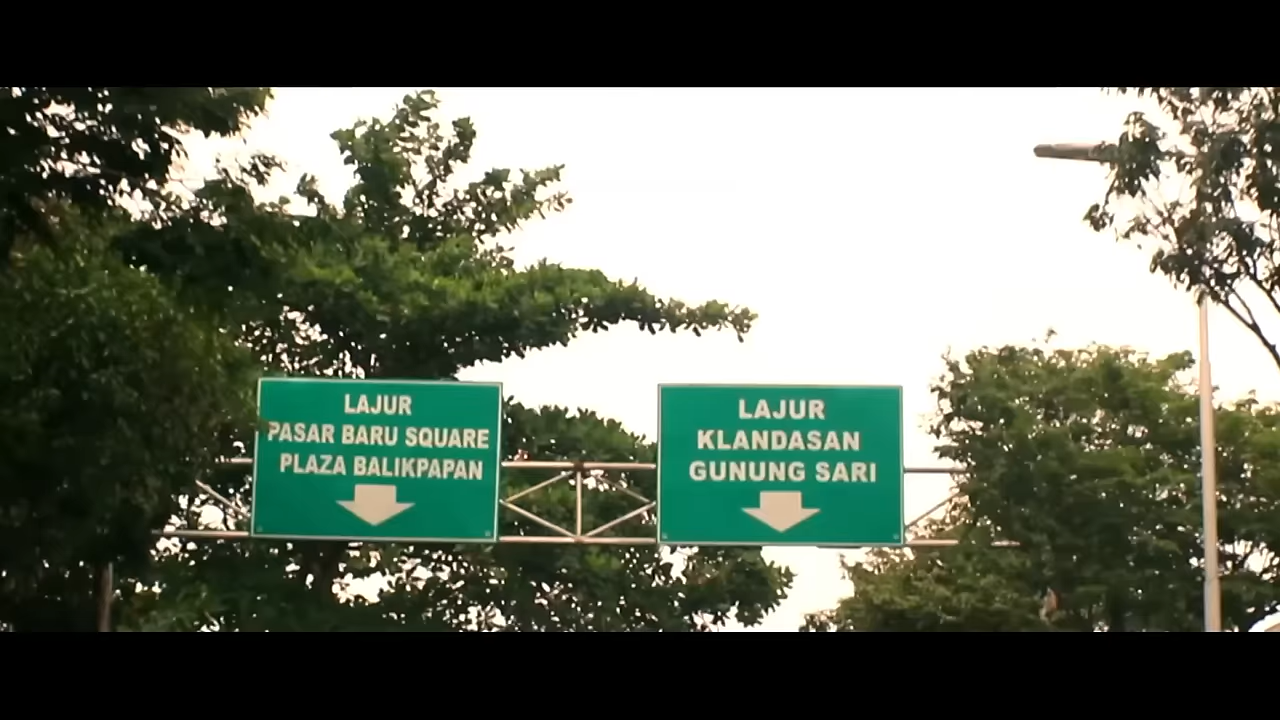 LAJUR
PASAR BARU SQUARE
PLAZA BALIKPAPAN
LAJUR
KLANDASAN
GUNUNG SARI